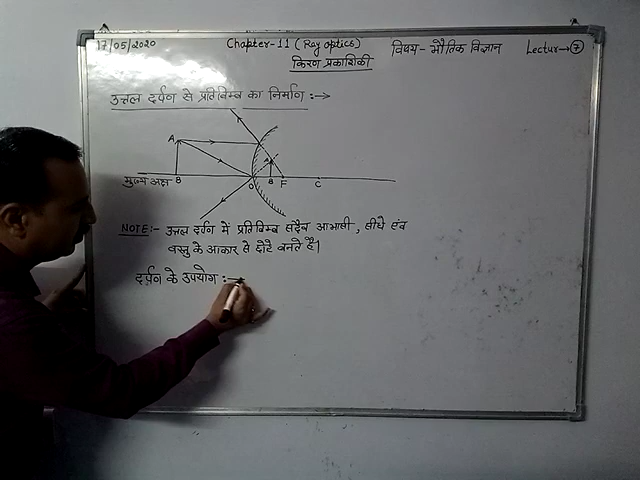 17/05/2020 Chapter-11 (Ray optics) विषय - भौतिक विज्ञान Lectur→7
किरण प्रकाशिकी
उत्तल दर्पण से प्रतिविम्ब का निर्माण :→
A
A'
मुख्य अक्ष B O B' F C
NOTE:- उत्तल दर्पण में प्रतिविम्ब सदैव आभासी, सीधे एवं
वस्तु के आकार से छोटे बनते है।
दर्पण के उपयोग :→